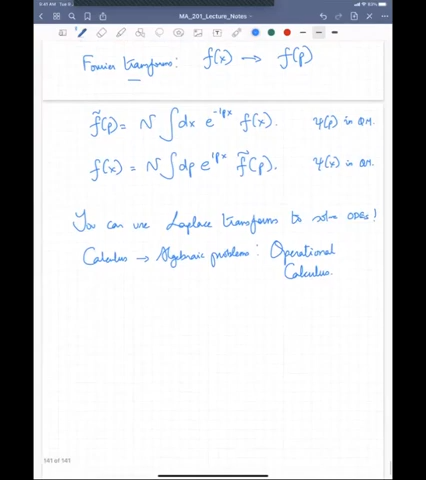 MA_201_Lecture_Notes
Fourier transforms: f(x) → f(p)
f̃(p) = N ∫dx e^{-ipx} f(x). ψ(p) in QM.
f(x) = N ∫dp e^{ipx} f̃(p). ψ(x) in QM.
You can use Laplace transforms to solve ODEs!
Calculus → Algebraic problems: Operational
Calculus.
141 of 141